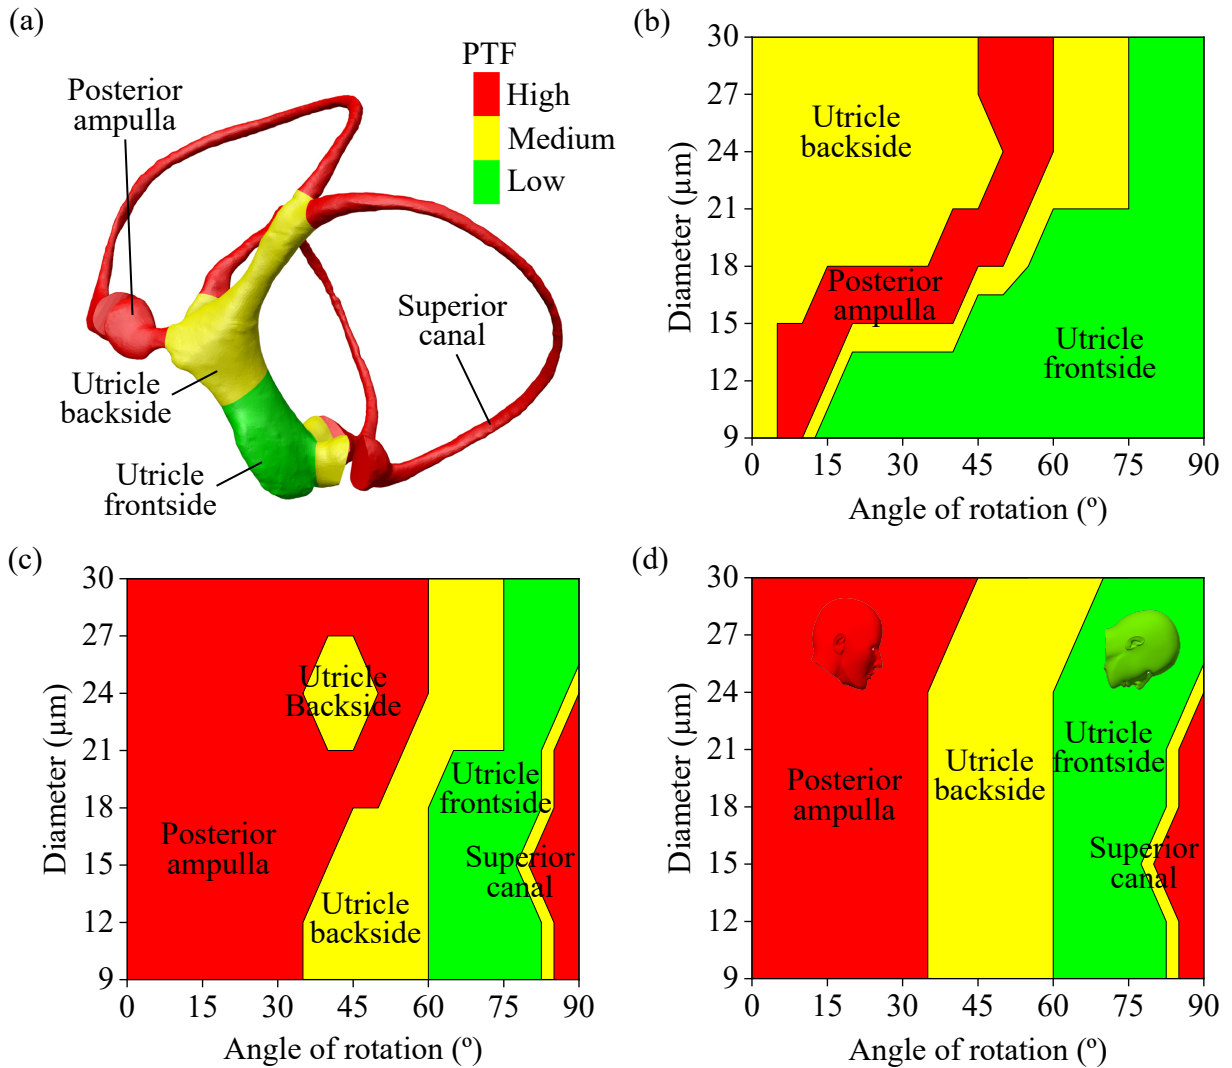 (a)
PTF
High
Medium
Low
Posterior
ampulla
Superior
canal
Utricle
backside
Utricle
frontside
(b)
30
27
24
21
18
15
12
9
Diameter (μm)
Utricle
backside
Posterior
ampulla
Utricle
frontside
0 15 30 45 60 75 90
Angle of rotation (º)
(c)
30
27
24
21
18
15
12
9
Diameter (μm)
Utricle
Backside
Utricle
frontside
Posterior
ampulla
Superior
canal
Utricle
backside
0 15 30 45 60 75 90
Angle of rotation (º)
(d)
30
27
24
21
18
15
12
9
Diameter (μm)
Utricle
frontside
Utricle
backside
Posterior
ampulla
Superior
canal
0 15 30 45 60 75 90
Angle of rotation (º)